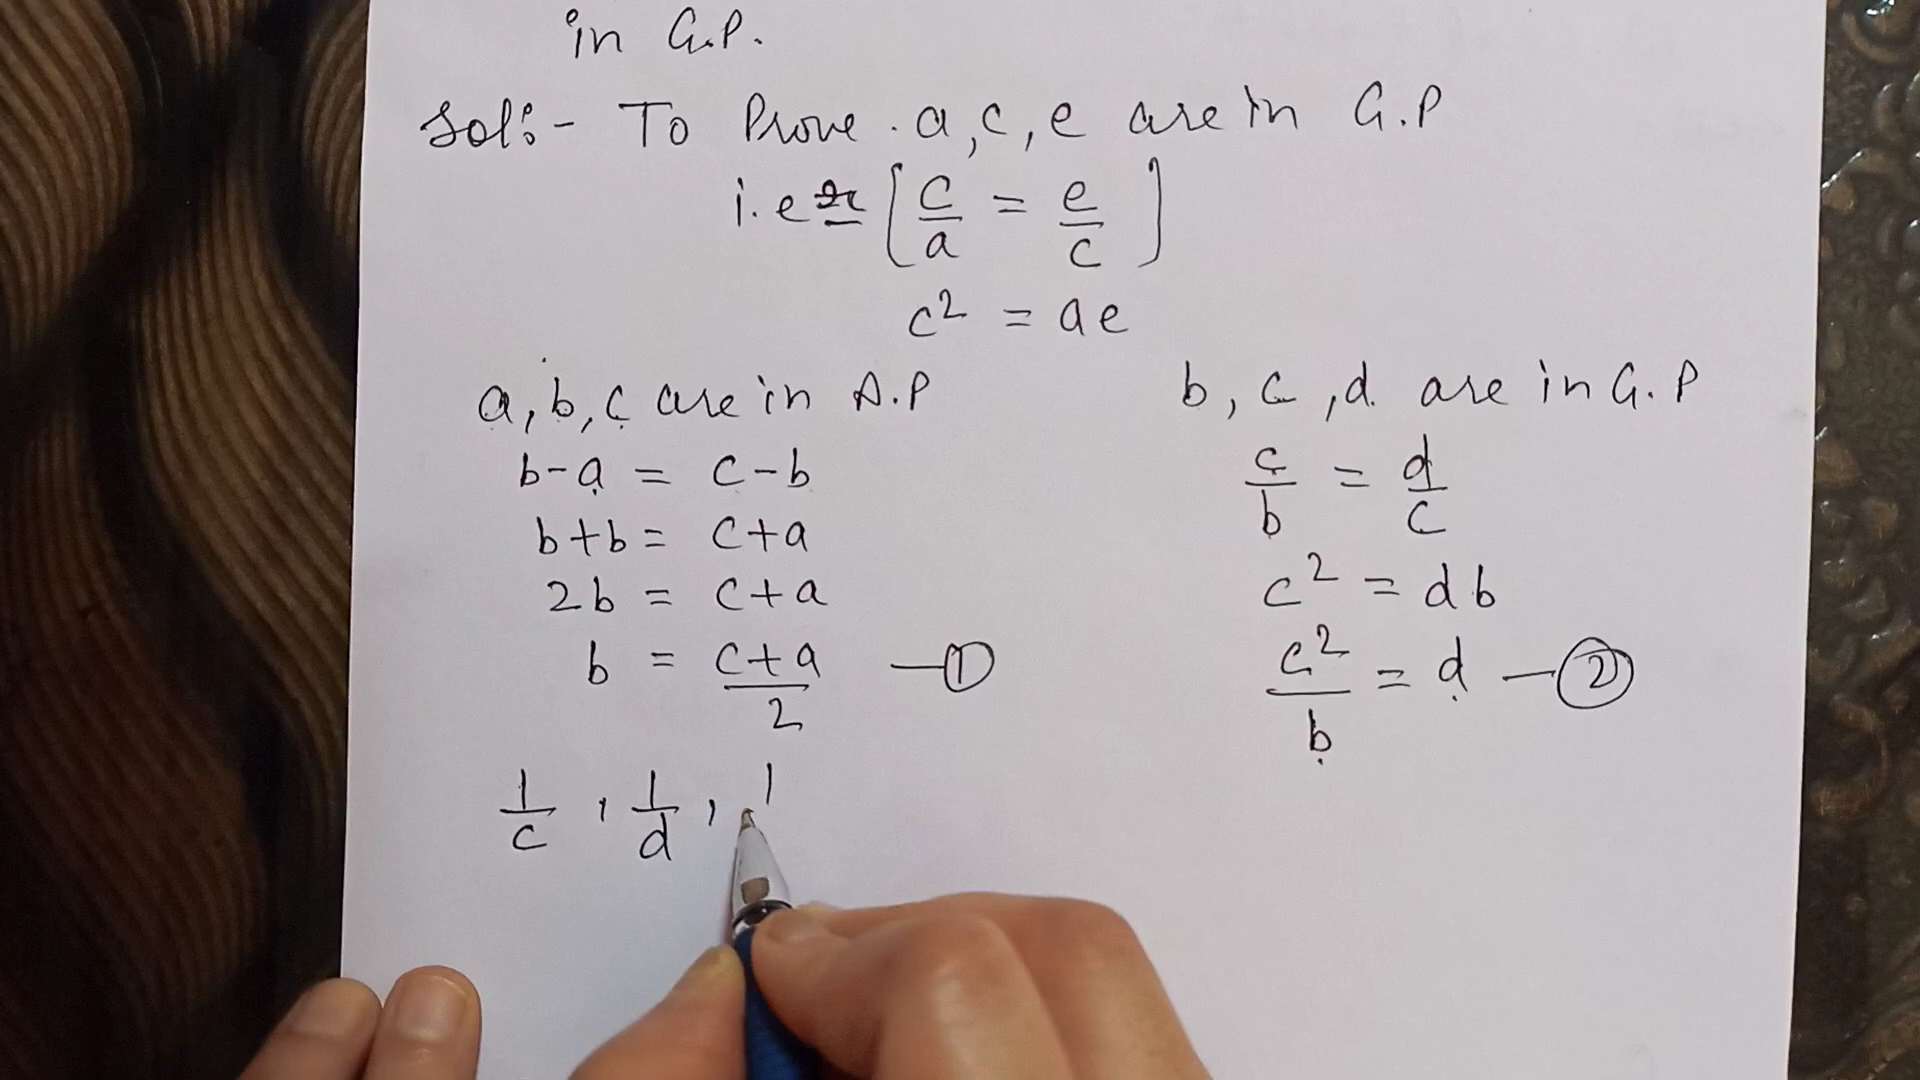 in G.P.
Sol:- To Prove. a, c, e are in G.P
i.e [c/a = e/c]
c² = ae
a, b, c are in A.P
b-a = c-b
b+b = c+a
2b = c+a
b = c+a/2 —①
b, c, d. are in G.P
c/b = d/c
c² = db
c²/b = d —②
1/c, 1/d, 1